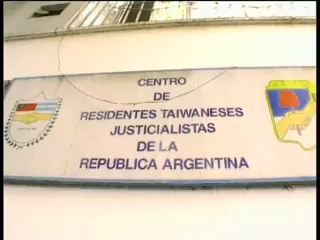 CENTRO
DE
RESIDENTES TAIWANESES
JUSTICIALISTAS
DE LA
REPUBLICA ARGENTINA